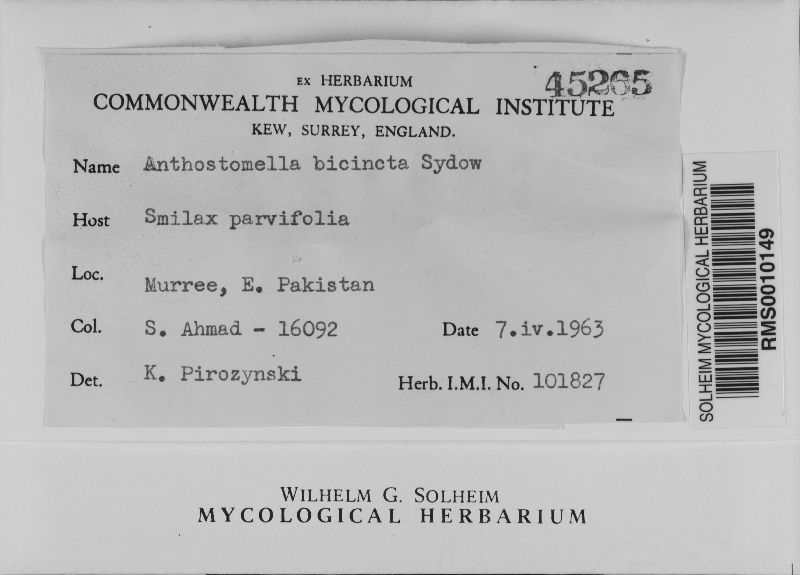 EX HERBARIUM 45265
COMMONWEALTH MYCOLOGICAL INSTITUTE
KEW, SURREY, ENGLAND.
Name Anthostomella bicincta Sydow
Host Smilax parvifolia
Loc. Murree, E. Pakistan
Col. S. Ahmad - 16092 Date 7.iv.1963
Det. K. Pirozynski Herb. I.M.I. No. 101827
SOLHEIM MYCOLOGICAL HERBARIUM
RMS0010149
WILHELM G. SOLHEIM
MYCOLOGICAL HERBARIUM